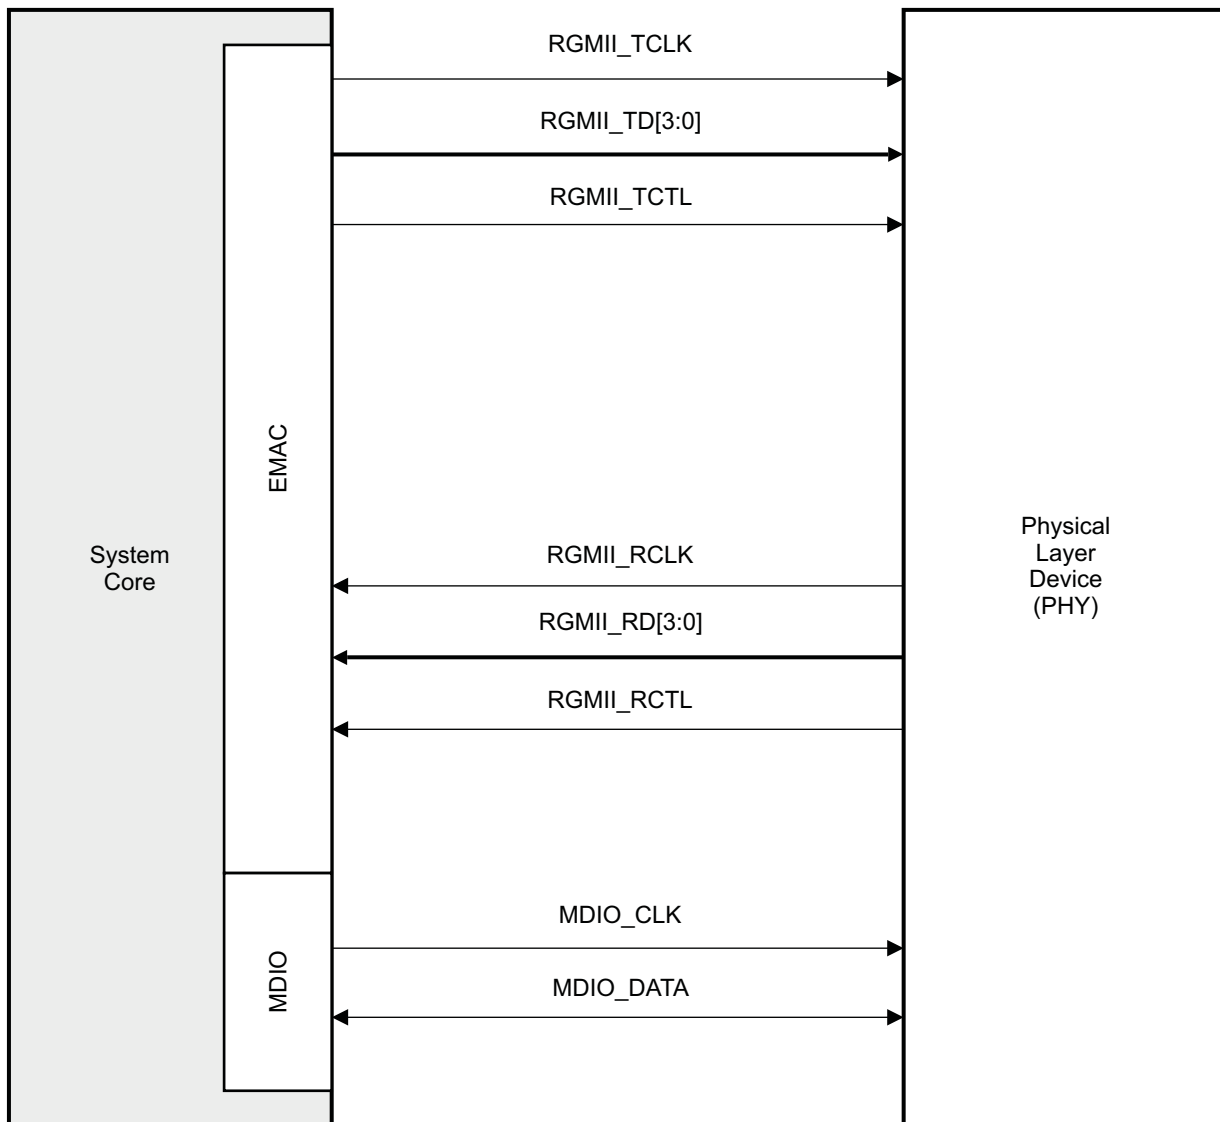 RGMII_TCLK
RGMII_TD[3:0]
RGMII_TCTL
EMAC
System
Core
RGMII_RCLK
RGMII_RD[3:0]
RGMII_RCTL
Physical
Layer
Device
(PHY)
MDIO
MDIO_CLK
MDIO_DATA